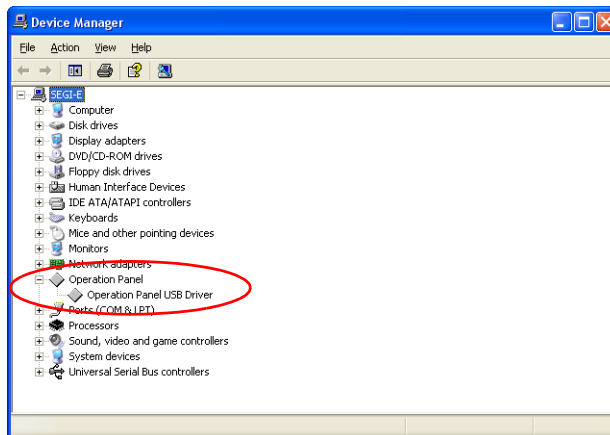 Device Manager
File Action View Help
SEGI-E
Computer
Disk drives
Display adapters
DVD/CD-ROM drives
Floppy disk drives
Human Interface Devices
IDE ATA/ATAPI controllers
Keyboards
Mice and other pointing devices
Monitors
Network adapters
Operation Panel
Operation Panel USB Driver
Ports (COM & LPT)
Processors
Sound, video and game controllers
System devices
Universal Serial Bus controllers